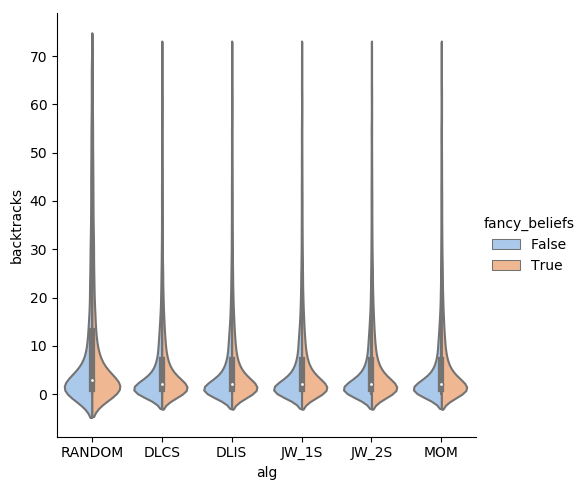 70
60
50
40
30
20
10
0
backtracks
RANDOM DLCS DLIS JW_1S JW_2S MOM
alg
fancy_beliefs
False
True